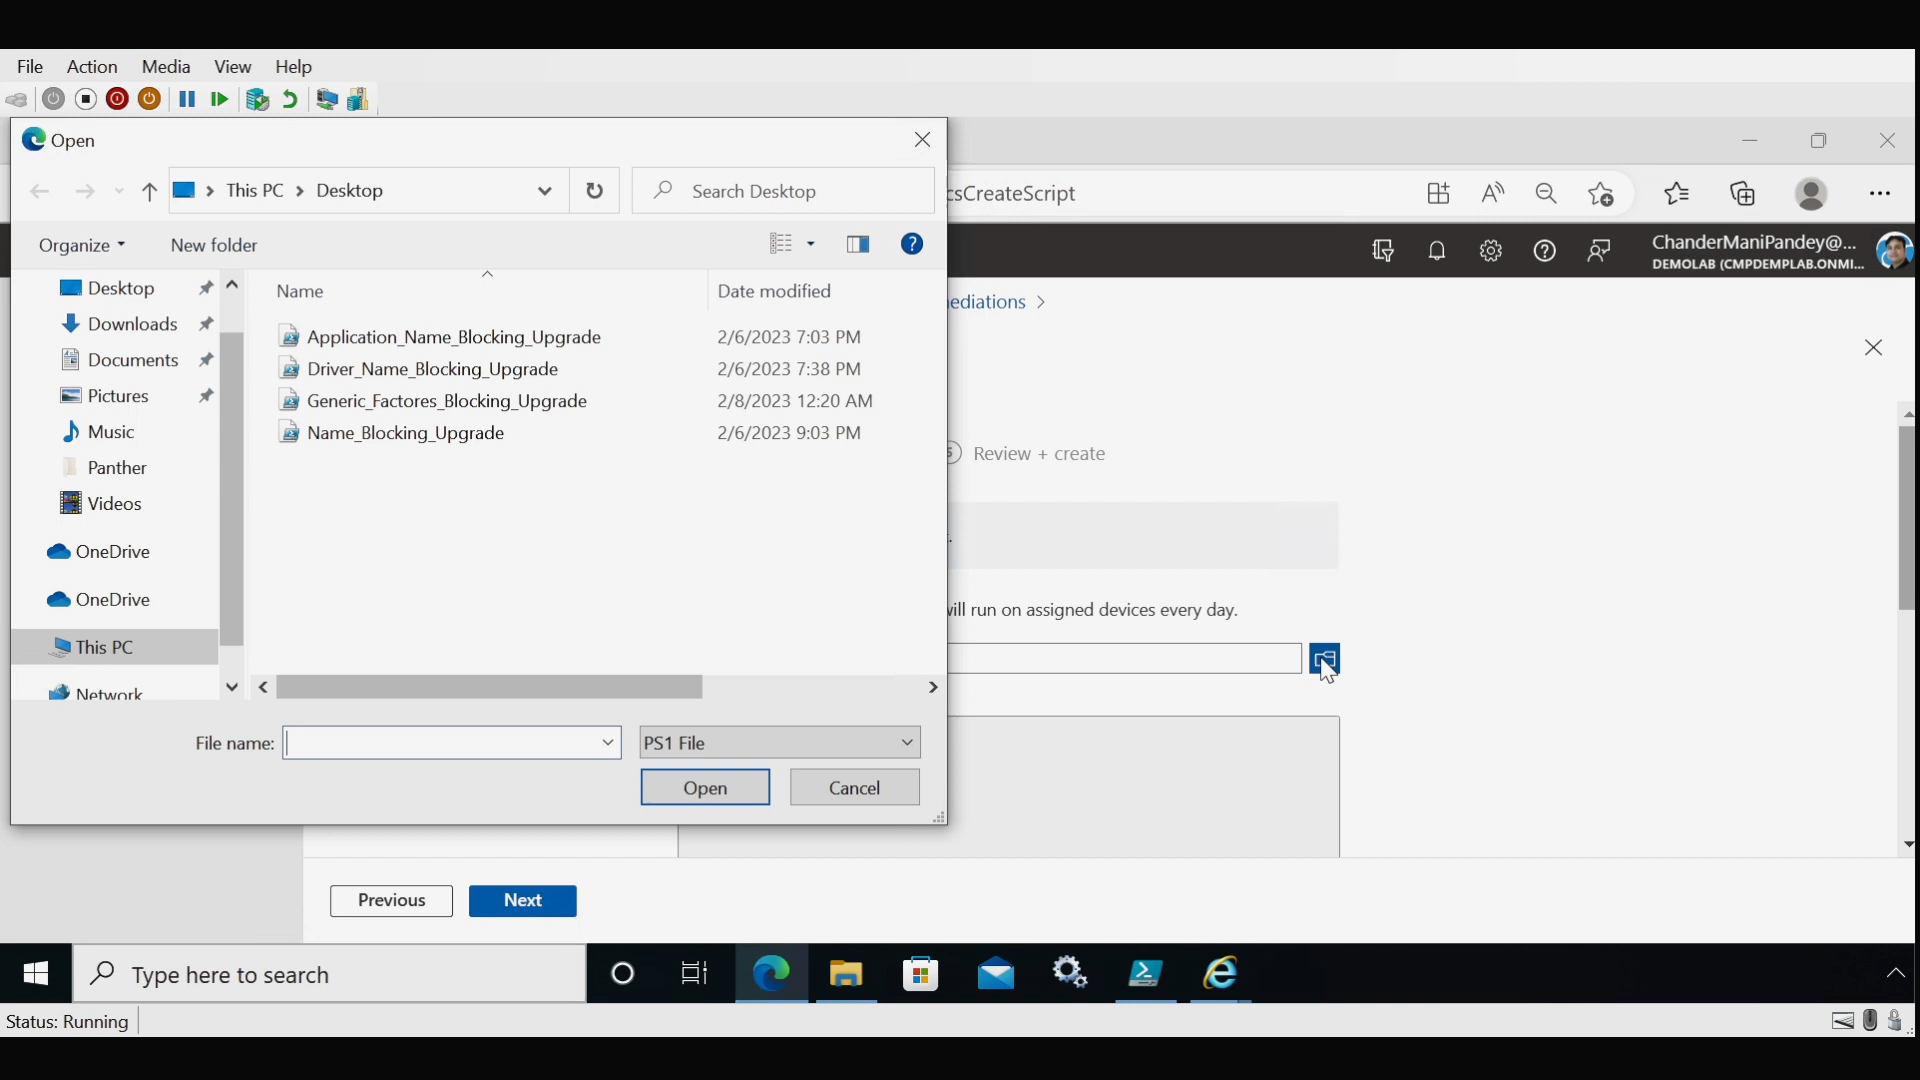 File Action Media View Help
Open
This PC > Desktop
Search Desktop
csCreateScript
Organize New folder
ChanderManiPandey@...
DEMOLAB (CMPDEMPLAB.ONMI...
Desktop
Downloads
Documents
Pictures
Music
Panther
Videos
OneDrive
OneDrive
This PC
Network
Name Date modified
Application_Name_Blocking_Upgrade 2/6/2023 7:03 PM
Driver_Name_Blocking_Upgrade 2/6/2023 7:38 PM
Generic_Factores_Blocking_Upgrade 2/8/2023 12:20 AM
Name_Blocking_Upgrade 2/6/2023 9:03 PM
File name:
PS1 File
Open Cancel
ediations >
5 Review + create
will run on assigned devices every day.
Previous Next
Type here to search
Status: Running